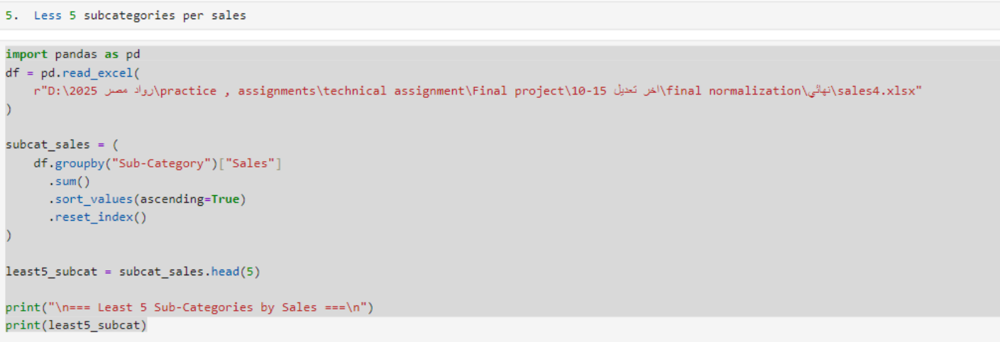 5. Less 5 subcategories per sales
import pandas as pd
df = pd.read_excel(
r"D:\2025 رواد مصر\practice , assignments\technical assignment\Final project\10-15 اخر تعديل\final normalization\نهائي\sales4.xlsx"
)
subcat_sales = (
df.groupby("Sub-Category")["Sales"]
.sum()
.sort_values(ascending=True)
.reset_index()
)
least5_subcat = subcat_sales.head(5)
print("\n=== Least 5 Sub-Categories by Sales ===\n")
print(least5_subcat)